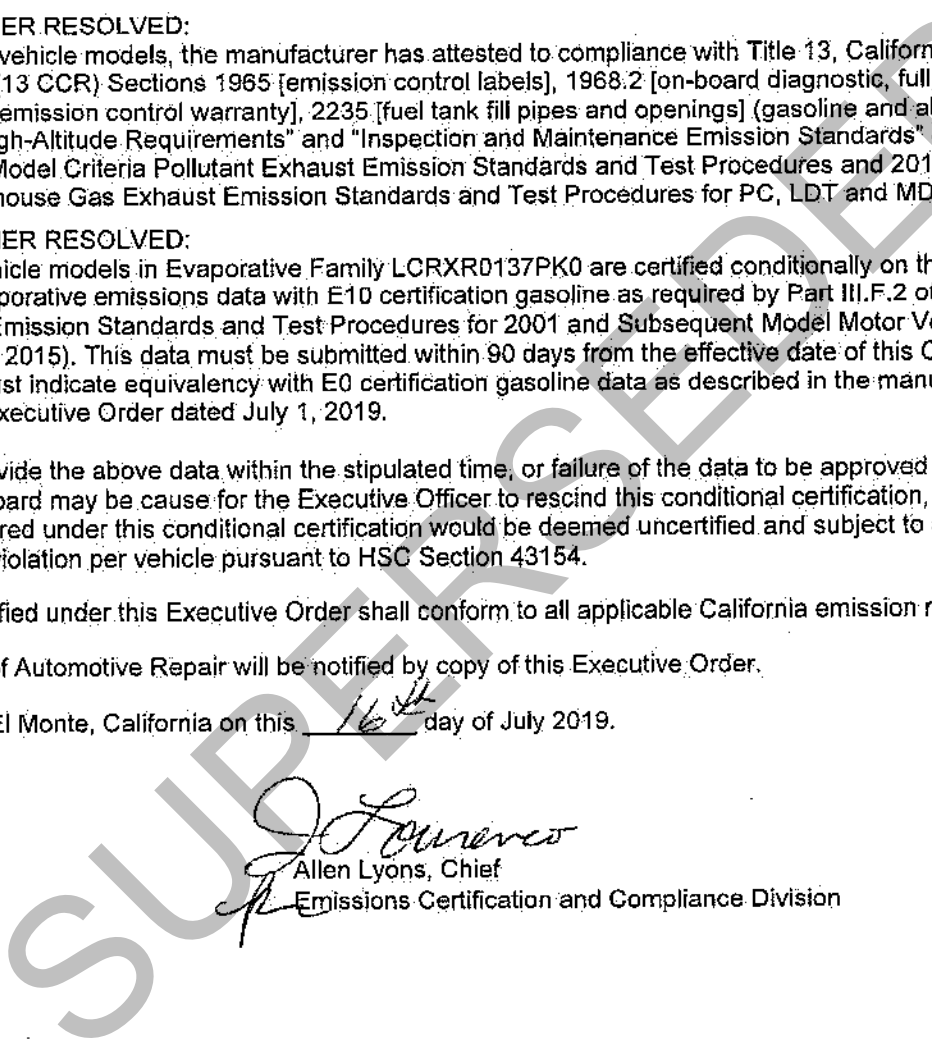 ER RESOLVED:
vehicle models, the manufacturer has attested to compliance with Title 13, Californ
13 CCR) Sections 1965 [emission control labels], 1968.2 [on-board diagnostic, full
emission control warranty], 2235 [fuel tank fill pipes and openings] (gasoline and al
gh-Altitude Requirements" and "Inspection and Maintenance Emission Standards"
Model Criteria Pollutant Exhaust Emission Standards and Test Procedures and 201
house Gas Exhaust Emission Standards and Test Procedures for PC, LDT and MD
ER RESOLVED:
icle models in Evaporative Family LCRXR0137PK0 are certified conditionally on th
porative emissions data with E10 certification gasoline as required by Part III.F.2 o
Emission Standards and Test Procedures for 2001 and Subsequent Model Motor Ve
2015). This data must be submitted within 90 days from the effective date of this
st indicate equivalency with E0 certification gasoline data as described in the manu
xecutive Order dated July 1, 2019.
vide the above data within the stipulated time, or failure of the data to be approved
oard may be cause for the Executive Officer to rescind this conditional certification,
red under this conditional certification would be deemed uncertified and subject to
iolation per vehicle pursuant to HSC Section 43154.
fied under this Executive Order shall conform to all applicable California emission r
f Automotive Repair will be notified by copy of this Executive Order.
El Monte, California on this 16th day of July 2019.
J Lourenco
Allen Lyons, Chief
Emissions Certification and Compliance Division
SUPERSEDED